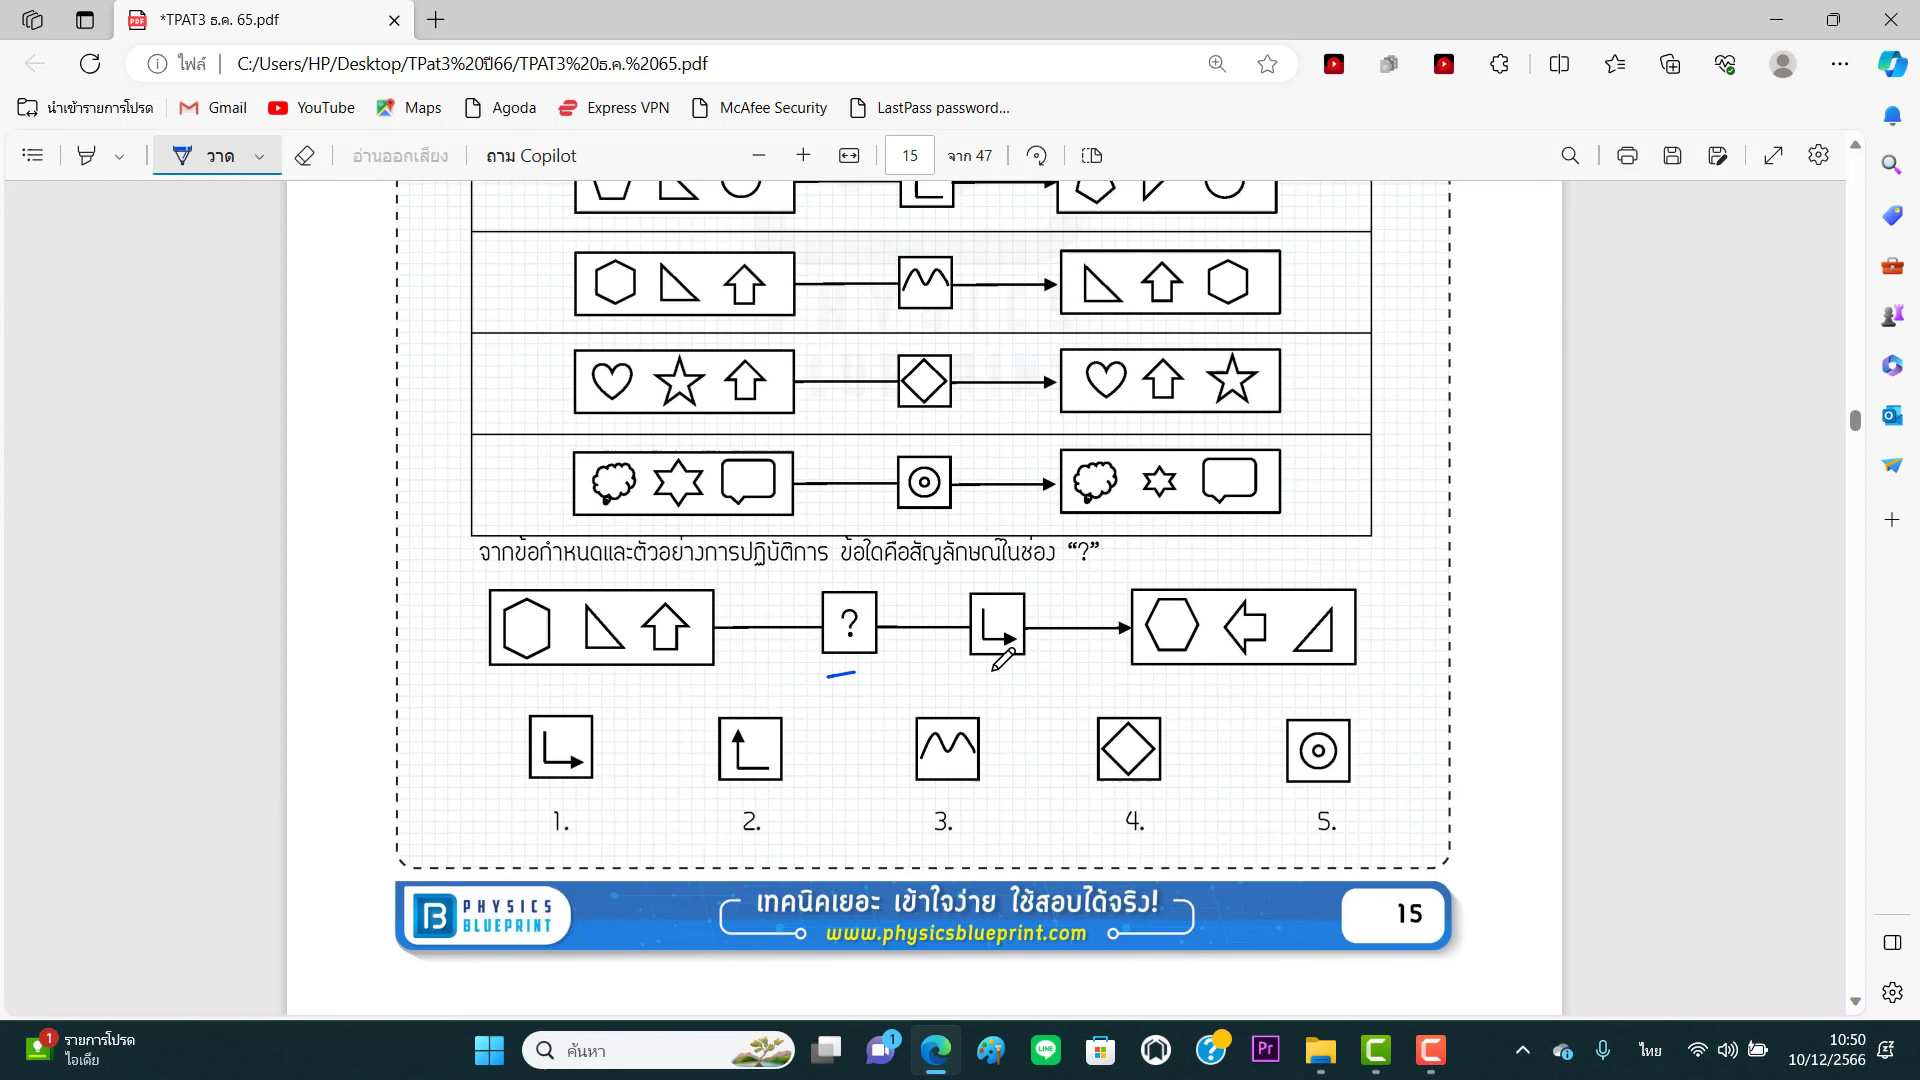 *TPAT3 ธ.ค. 65.pdf
ไฟล์
C:/Users/HP/Desktop/TPat3%20ปี66/TPAT3%20ธ.ค.%2065.pdf
นำเข้ารายการโปรด
Gmail
YouTube
Maps
Agoda
Express VPN
McAfee Security
LastPass password...
วาด
อ่านออกเสียง
ถาม Copilot
15
จาก 47
จากข้อกำหนดและตัวอย่างการปฏิบัติการ ข้อใดคือสัญลักษณ์ในช่อง “?”
?
1.
2.
3.
4.
5.
PHYSICS
BLUEPRINT
เทคนิคเยอะ เข้าใจง่าย ใช้สอบได้จริง!
www.physicsblueprint.com
15
1
รายการโปรด
ไอเดีย
ค้นหา
1
LINE
Pr
ไทย
10:50
10/12/2566